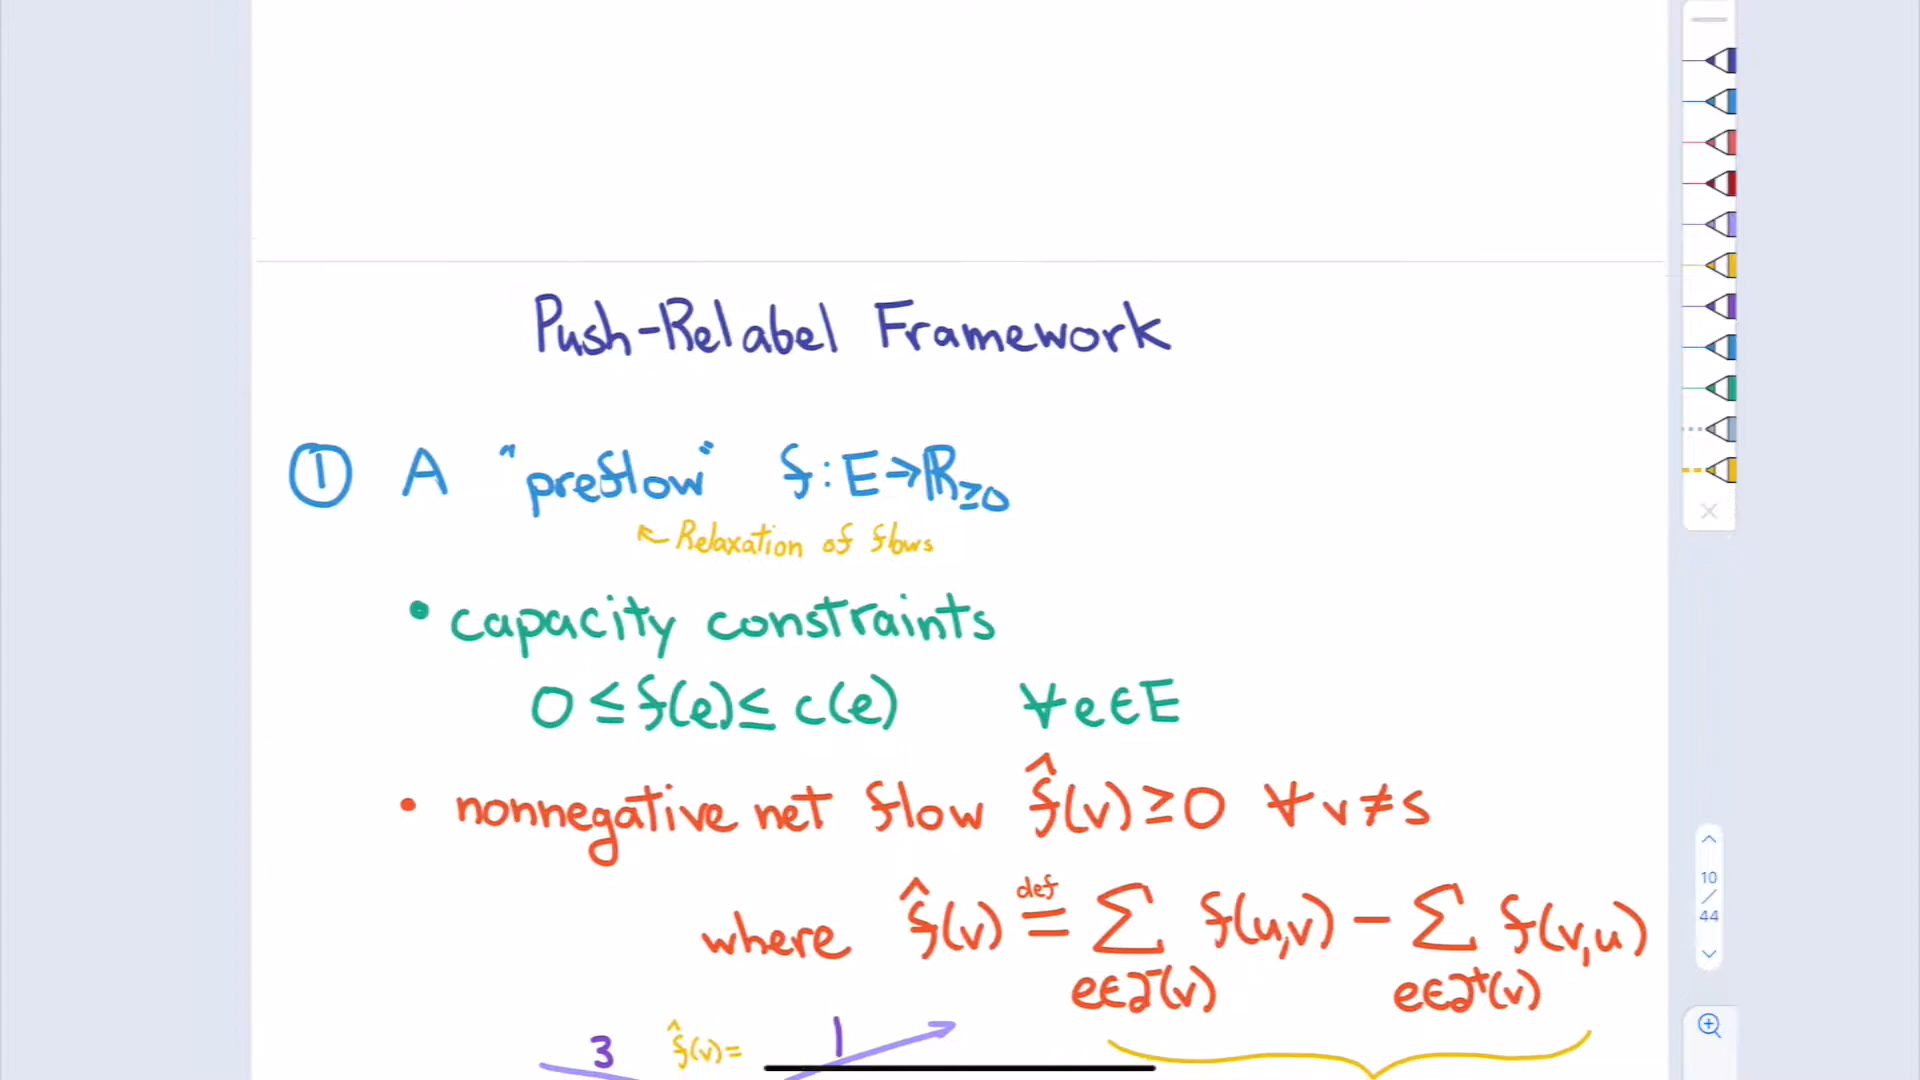 Push-Relabel Framework
① A "preflow" f:E→ℝ≥0
↖ Relaxation of flows
• capacity constraints
0 ≤ f(e) ≤ c(e) ∀e∈E
• nonnegative net flow f̂(v) ≥ 0 ∀v≠s
def
where f̂(v) = ∑ f(u,v) − ∑ f(v,u)
e∈∂⁻(v) e∈∂⁺(v)
3 f̂(v)= 1
10
/
44